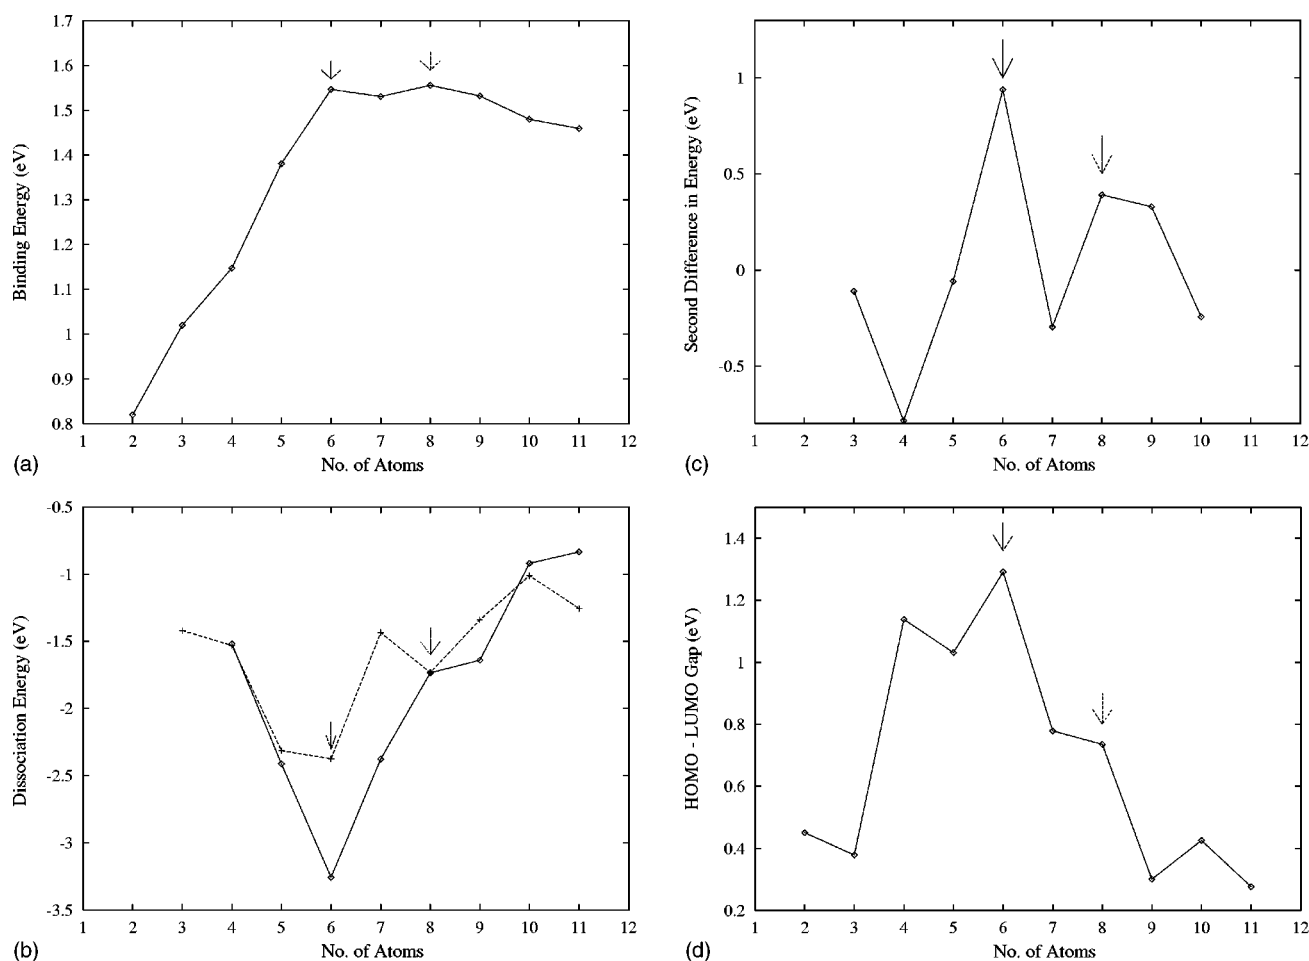 1.7
1.6
1.5
1.4
1.3
1.2
1.1
1
0.9
0.8
Binding Energy (eV)
1 2 3 4 5 6 7 8 9 10 11 12
No. of Atoms
(a)
1
0.5
0
-0.5
Second Difference in Energy (eV)
1 2 3 4 5 6 7 8 9 10 11 12
No. of Atoms
(c)
-0.5
-1
-1.5
-2
-2.5
-3
-3.5
Dissociation Energy (eV)
1 2 3 4 5 6 7 8 9 10 11 12
No. of Atoms
(b)
1.4
1.2
1
0.8
0.6
0.4
0.2
HOMO - LUMO Gap (eV)
1 2 3 4 5 6 7 8 9 10 11 12
No. of Atoms
(d)